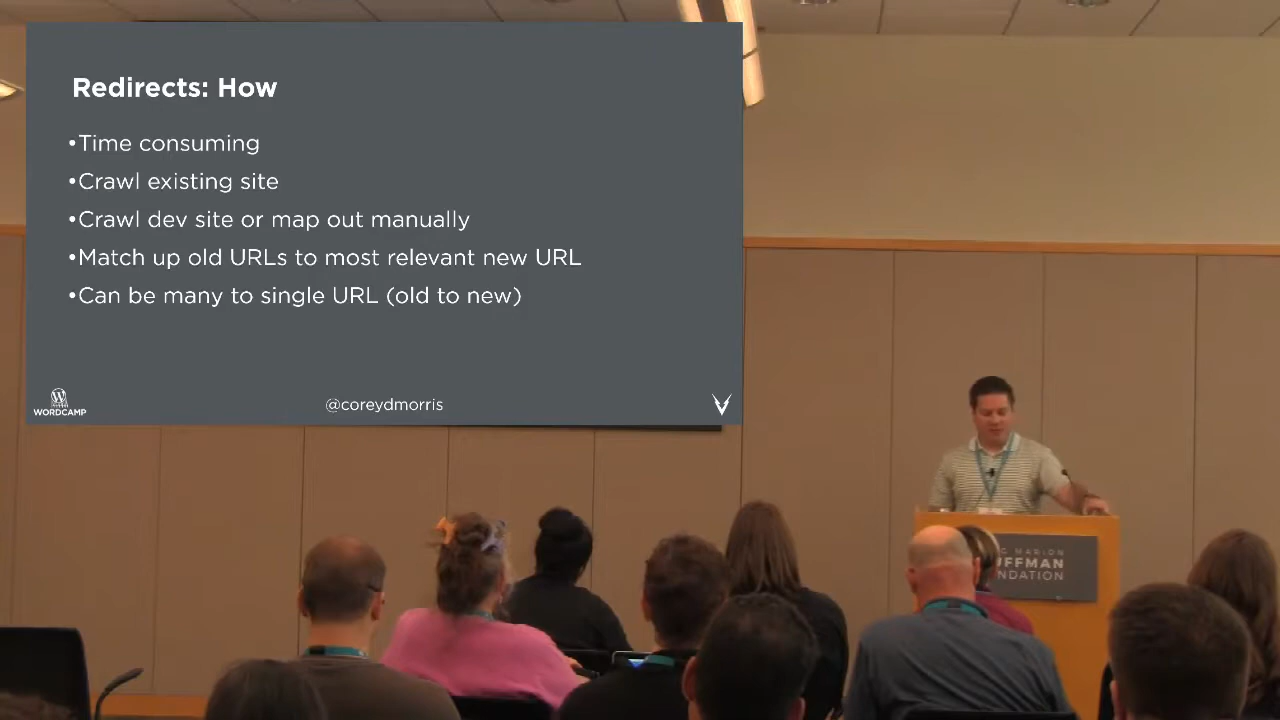 Redirects: How
•Time consuming
•Crawl existing site
•Crawl dev site or map out manually
•Match up old URLs to most relevant new URL
•Can be many to single URL (old to new)
WORDCAMP
@coreydmorris
G MARION
UFFMAN
NDATION